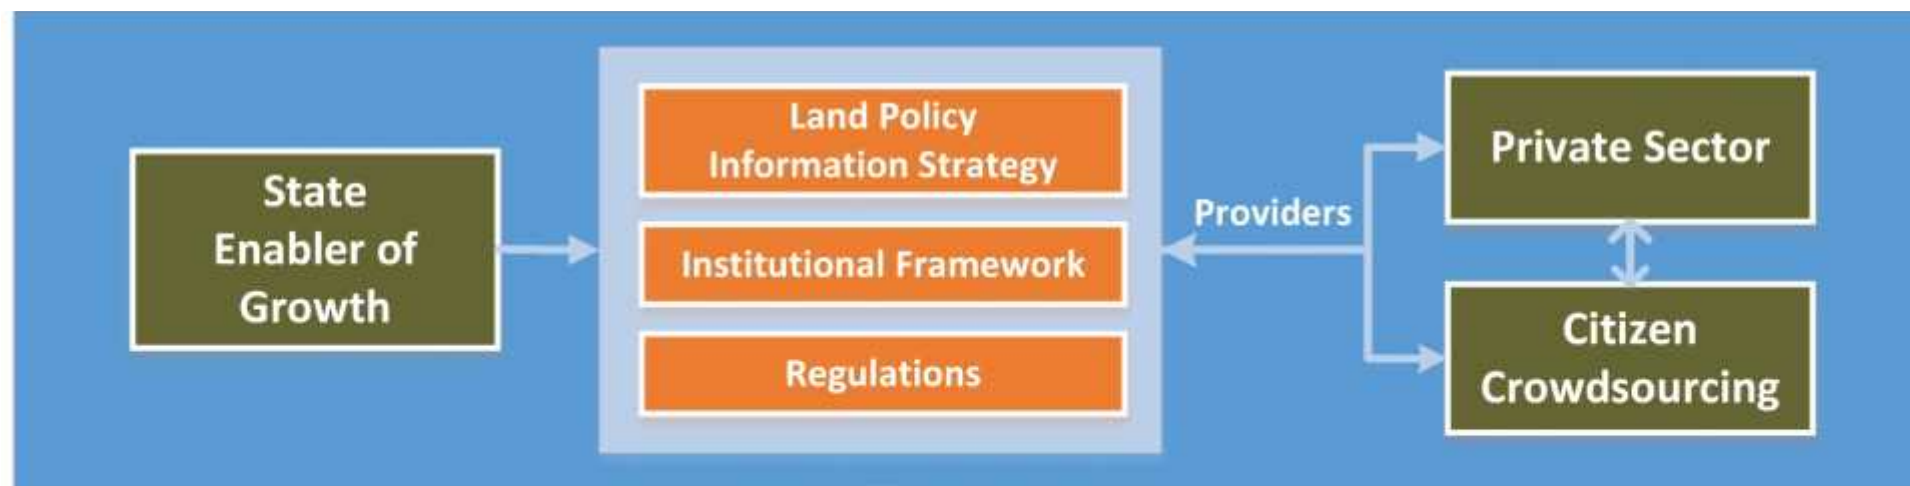 State
Enabler of
Growth
Land Policy
Information Strategy
Institutional Framework
Regulations
Providers
Private Sector
Citizen
Crowdsourcing